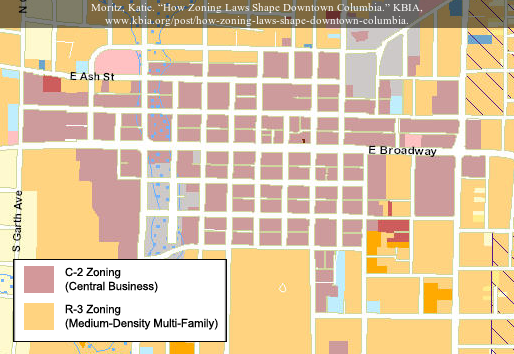 Moritz, Katie. "How Zoning Laws Shape Downtown Columbia." KBIA,
www.kbia.org/post/how-zoning-laws-shape-downtown-columbia.
E Ash St
E Broadway
S Garth Ave
C-2 Zoning
(Central Business)
R-3 Zoning
(Medium-Density Multi-Family)